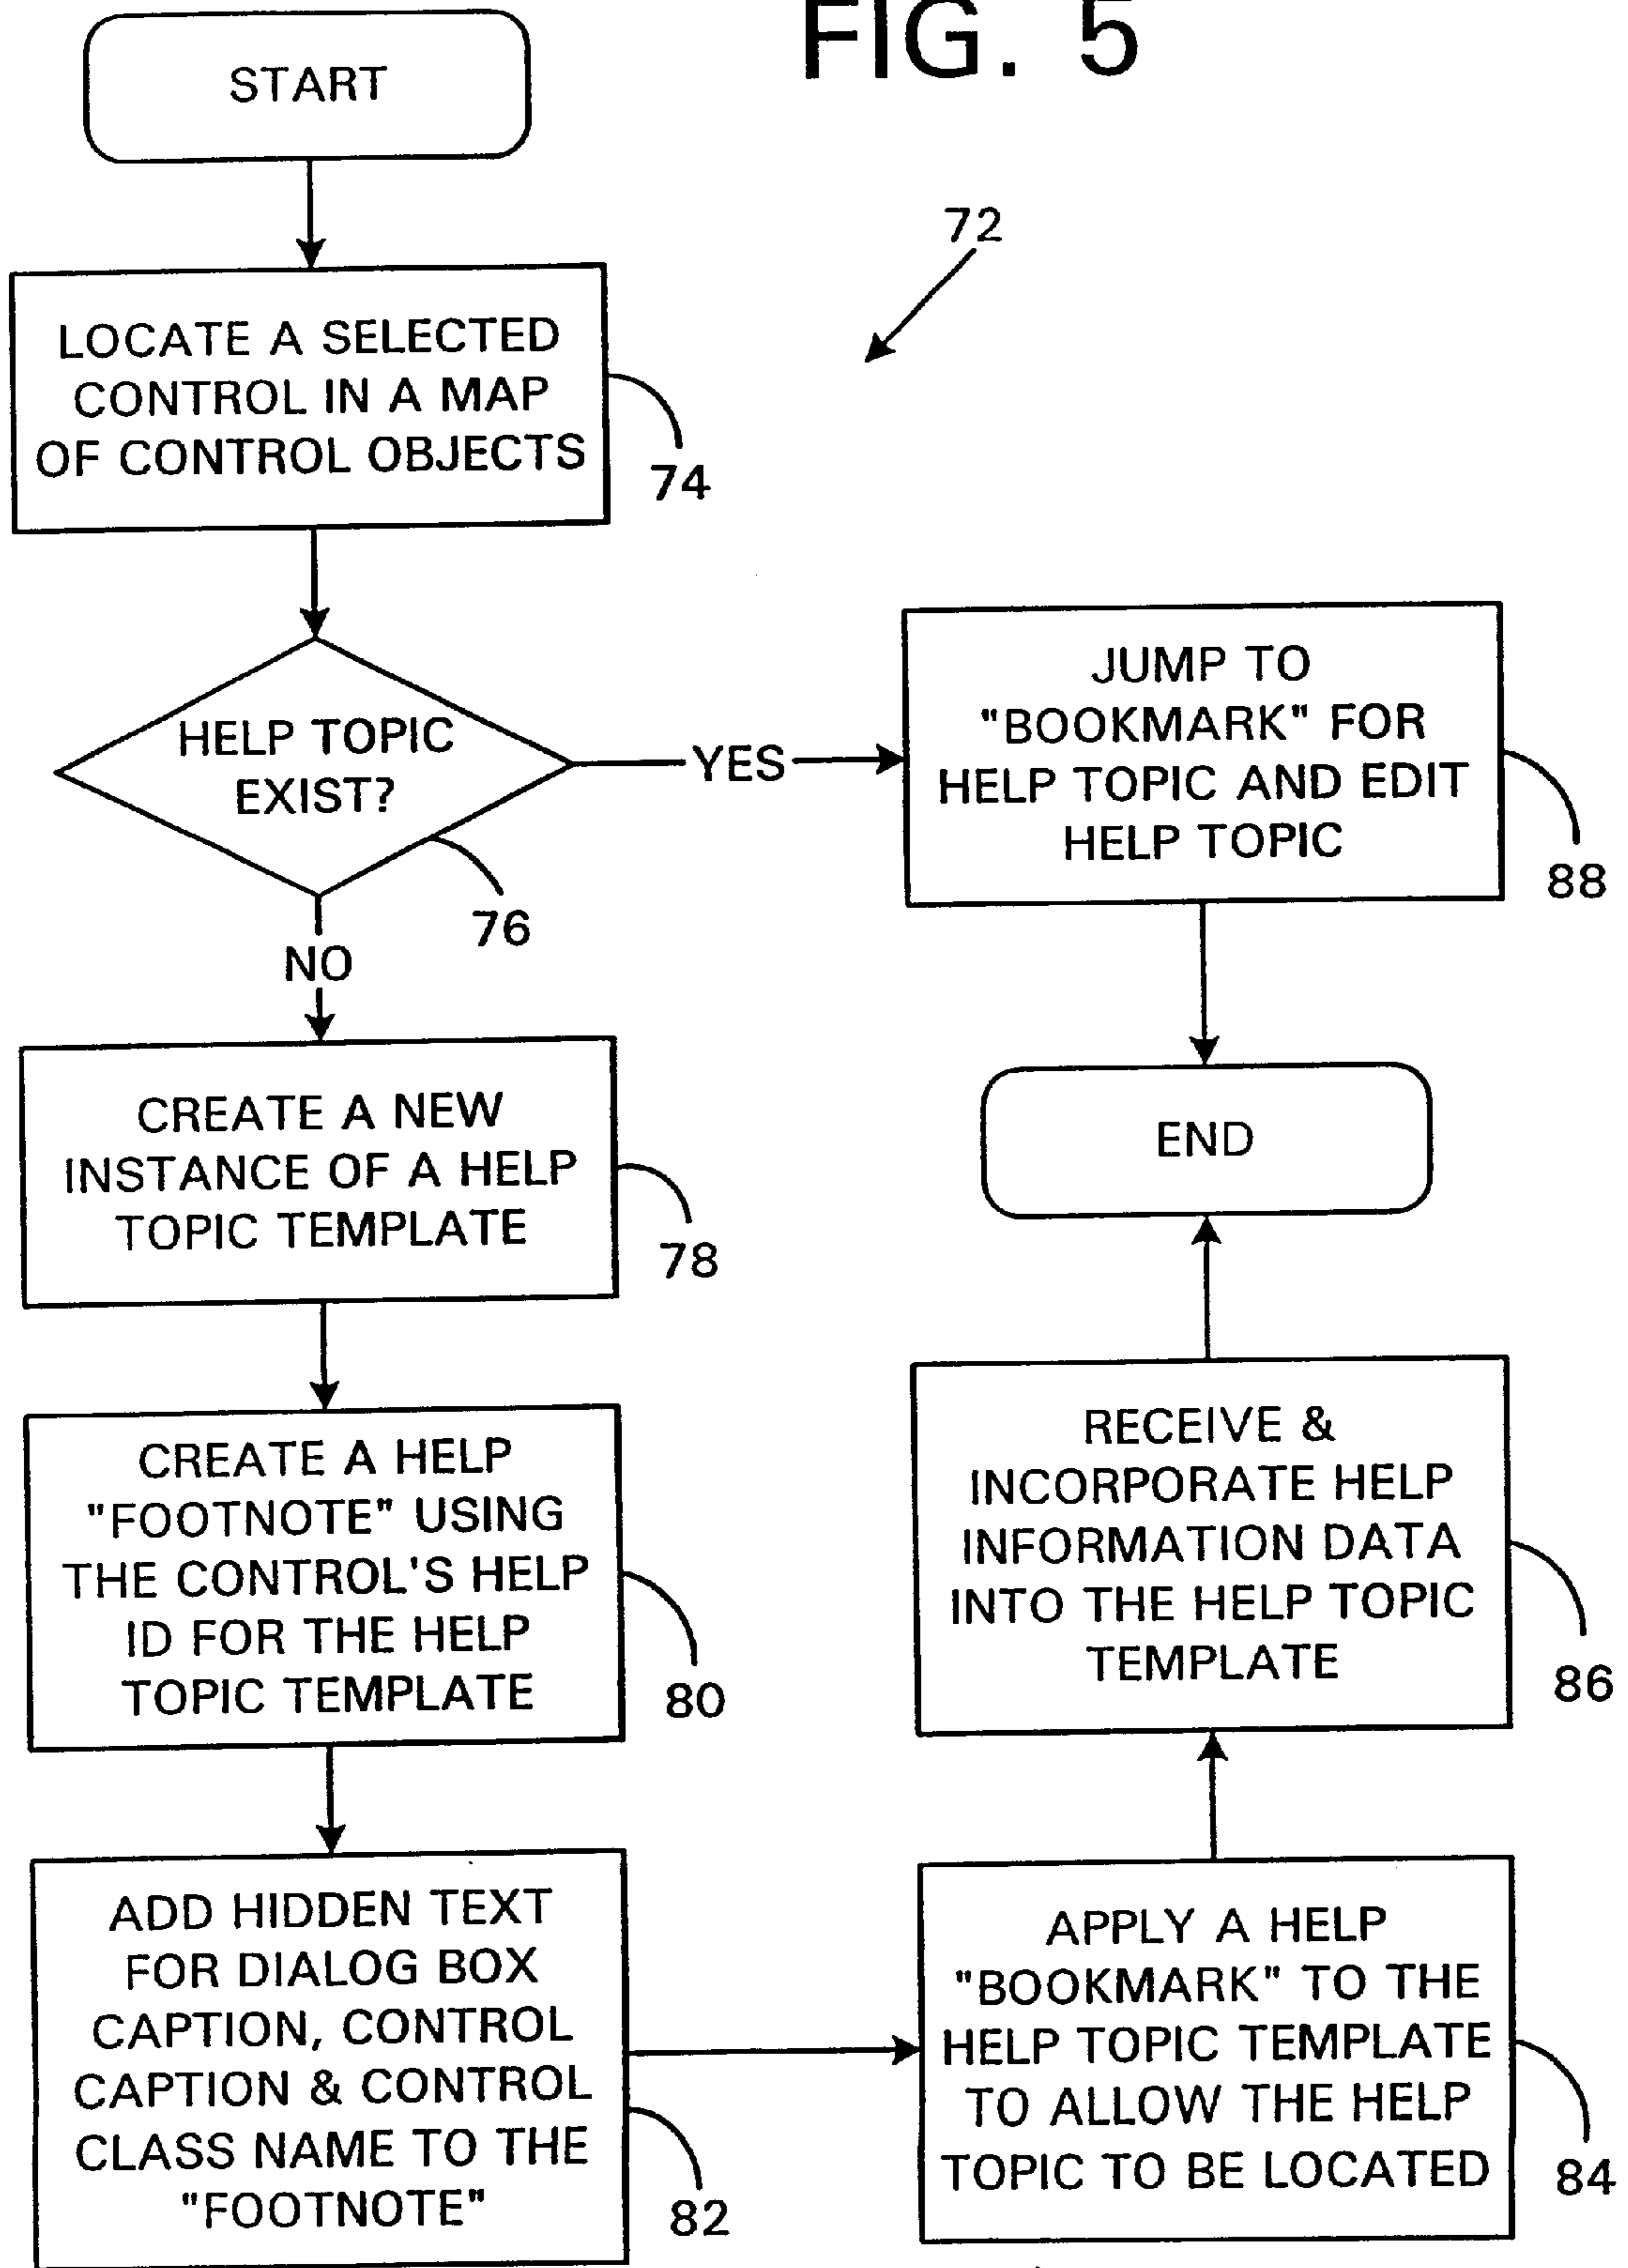 FIG. 5
START
72
LOCATE A SELECTED
CONTROL IN A MAP
OF CONTROL OBJECTS
74
HELP TOPIC
EXIST?
76
YES
JUMP TO
"BOOKMARK" FOR
HELP TOPIC AND EDIT
HELP TOPIC
88
NO
CREATE A NEW
INSTANCE OF A HELP
TOPIC TEMPLATE
78
END
CREATE A HELP
"FOOTNOTE" USING
THE CONTROL'S HELP
ID FOR THE HELP
TOPIC TEMPLATE
80
RECEIVE &
INCORPORATE HELP
INFORMATION DATA
INTO THE HELP TOPIC
TEMPLATE
86
ADD HIDDEN TEXT
FOR DIALOG BOX
CAPTION, CONTROL
CAPTION & CONTROL
CLASS NAME TO THE
"FOOTNOTE"
82
APPLY A HELP
"BOOKMARK" TO THE
HELP TOPIC TEMPLATE
TO ALLOW THE HELP
TOPIC TO BE LOCATED
84